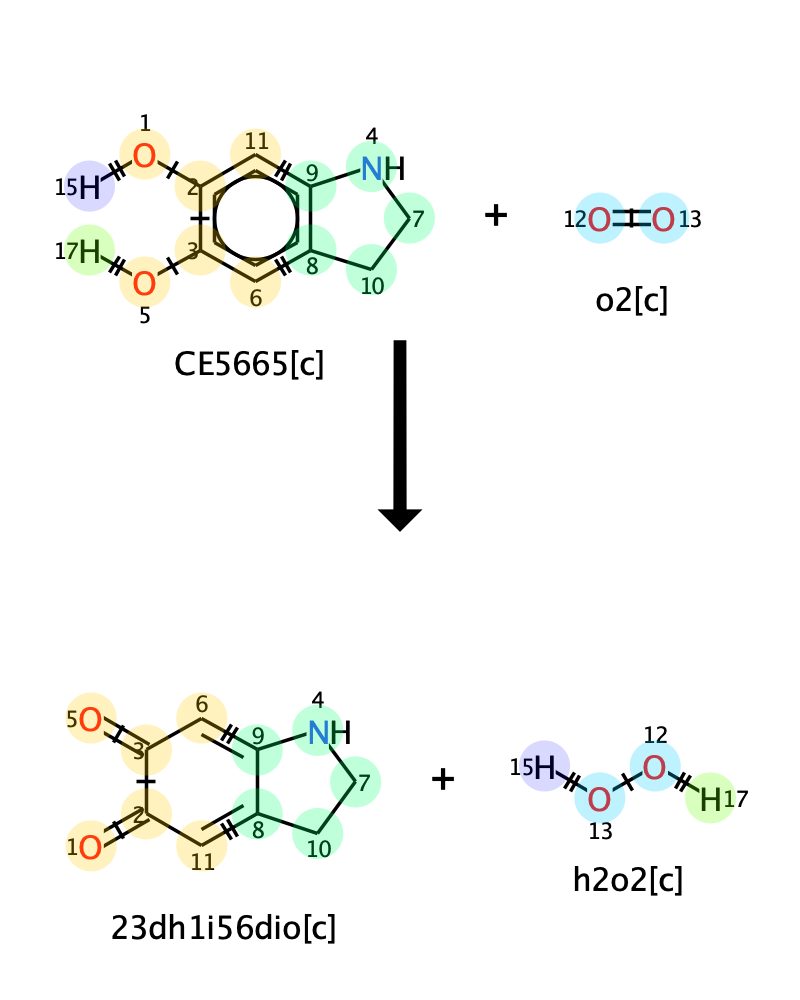 1
4
11
15H O 2 9 NH
17H 3 7 + 12O O13
O 8
5 6 10
o2[c]
CE5665[c]
4
6
5O NH 12
3 9 15H O
7 +
2 O H17
1O 8 13
11 10
h2o2[c]
23dh1i56dio[c]